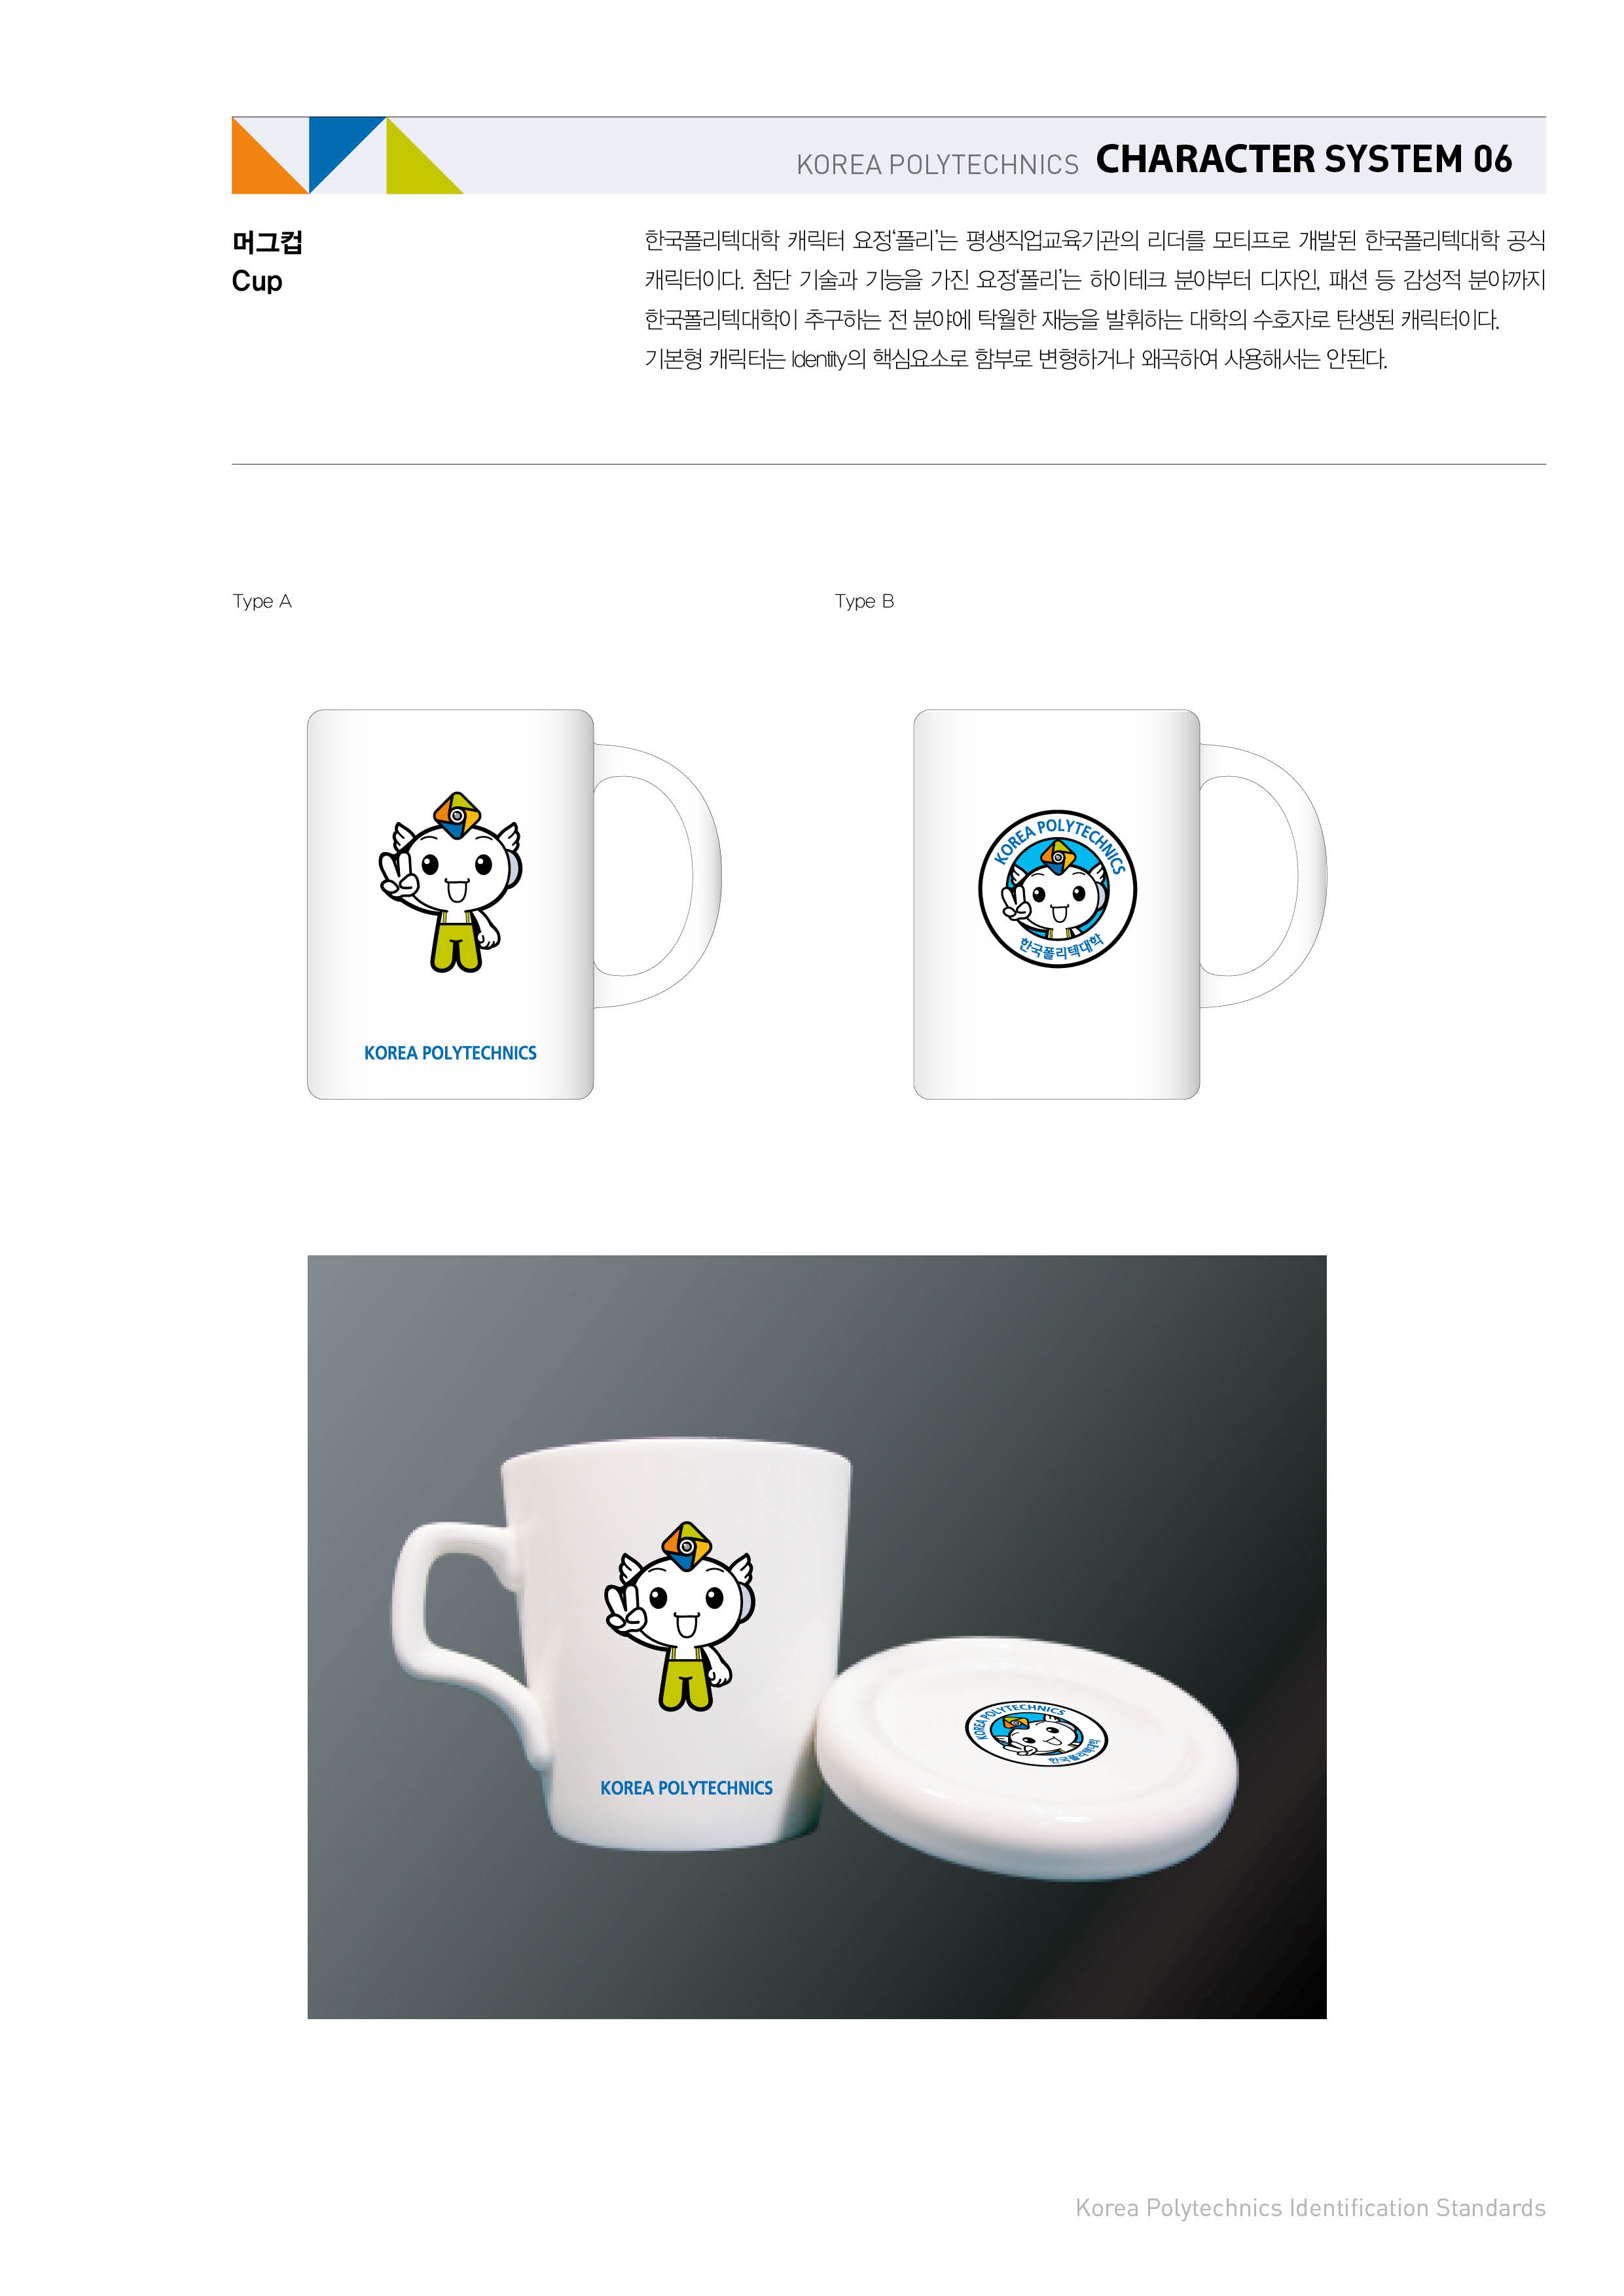 KOREA POLYTECHNICS CHARACTER SYSTEM 06
머그컵
Cup
한국폴리텍대학 캐릭터 요정‘폴리’는 평생직업교육기관의 리더를 모티프로 개발된 한국폴리텍대학 공식
캐릭터이다. 첨단 기술과 기능을 가진 요정‘폴리’는 하이테크 분야부터 디자인, 패션 등 감성적 분야까지
한국폴리텍대학이 추구하는 전 분야에 탁월한 재능을 발휘하는 대학의 수호자로 탄생된 캐릭터이다.
기본형 캐릭터는 Identity의 핵심요소로 함부로 변형하거나 왜곡하여 사용해서는 안된다.
Type A
Type B
KOREA POLYTECHNICS
KOREA POLYTECHNICS
한국폴리텍대학
KOREA POLYTECHNICS
KOREA POLYTECHNICS
한국폴리텍대학
Korea Polytechnics Identification Standards